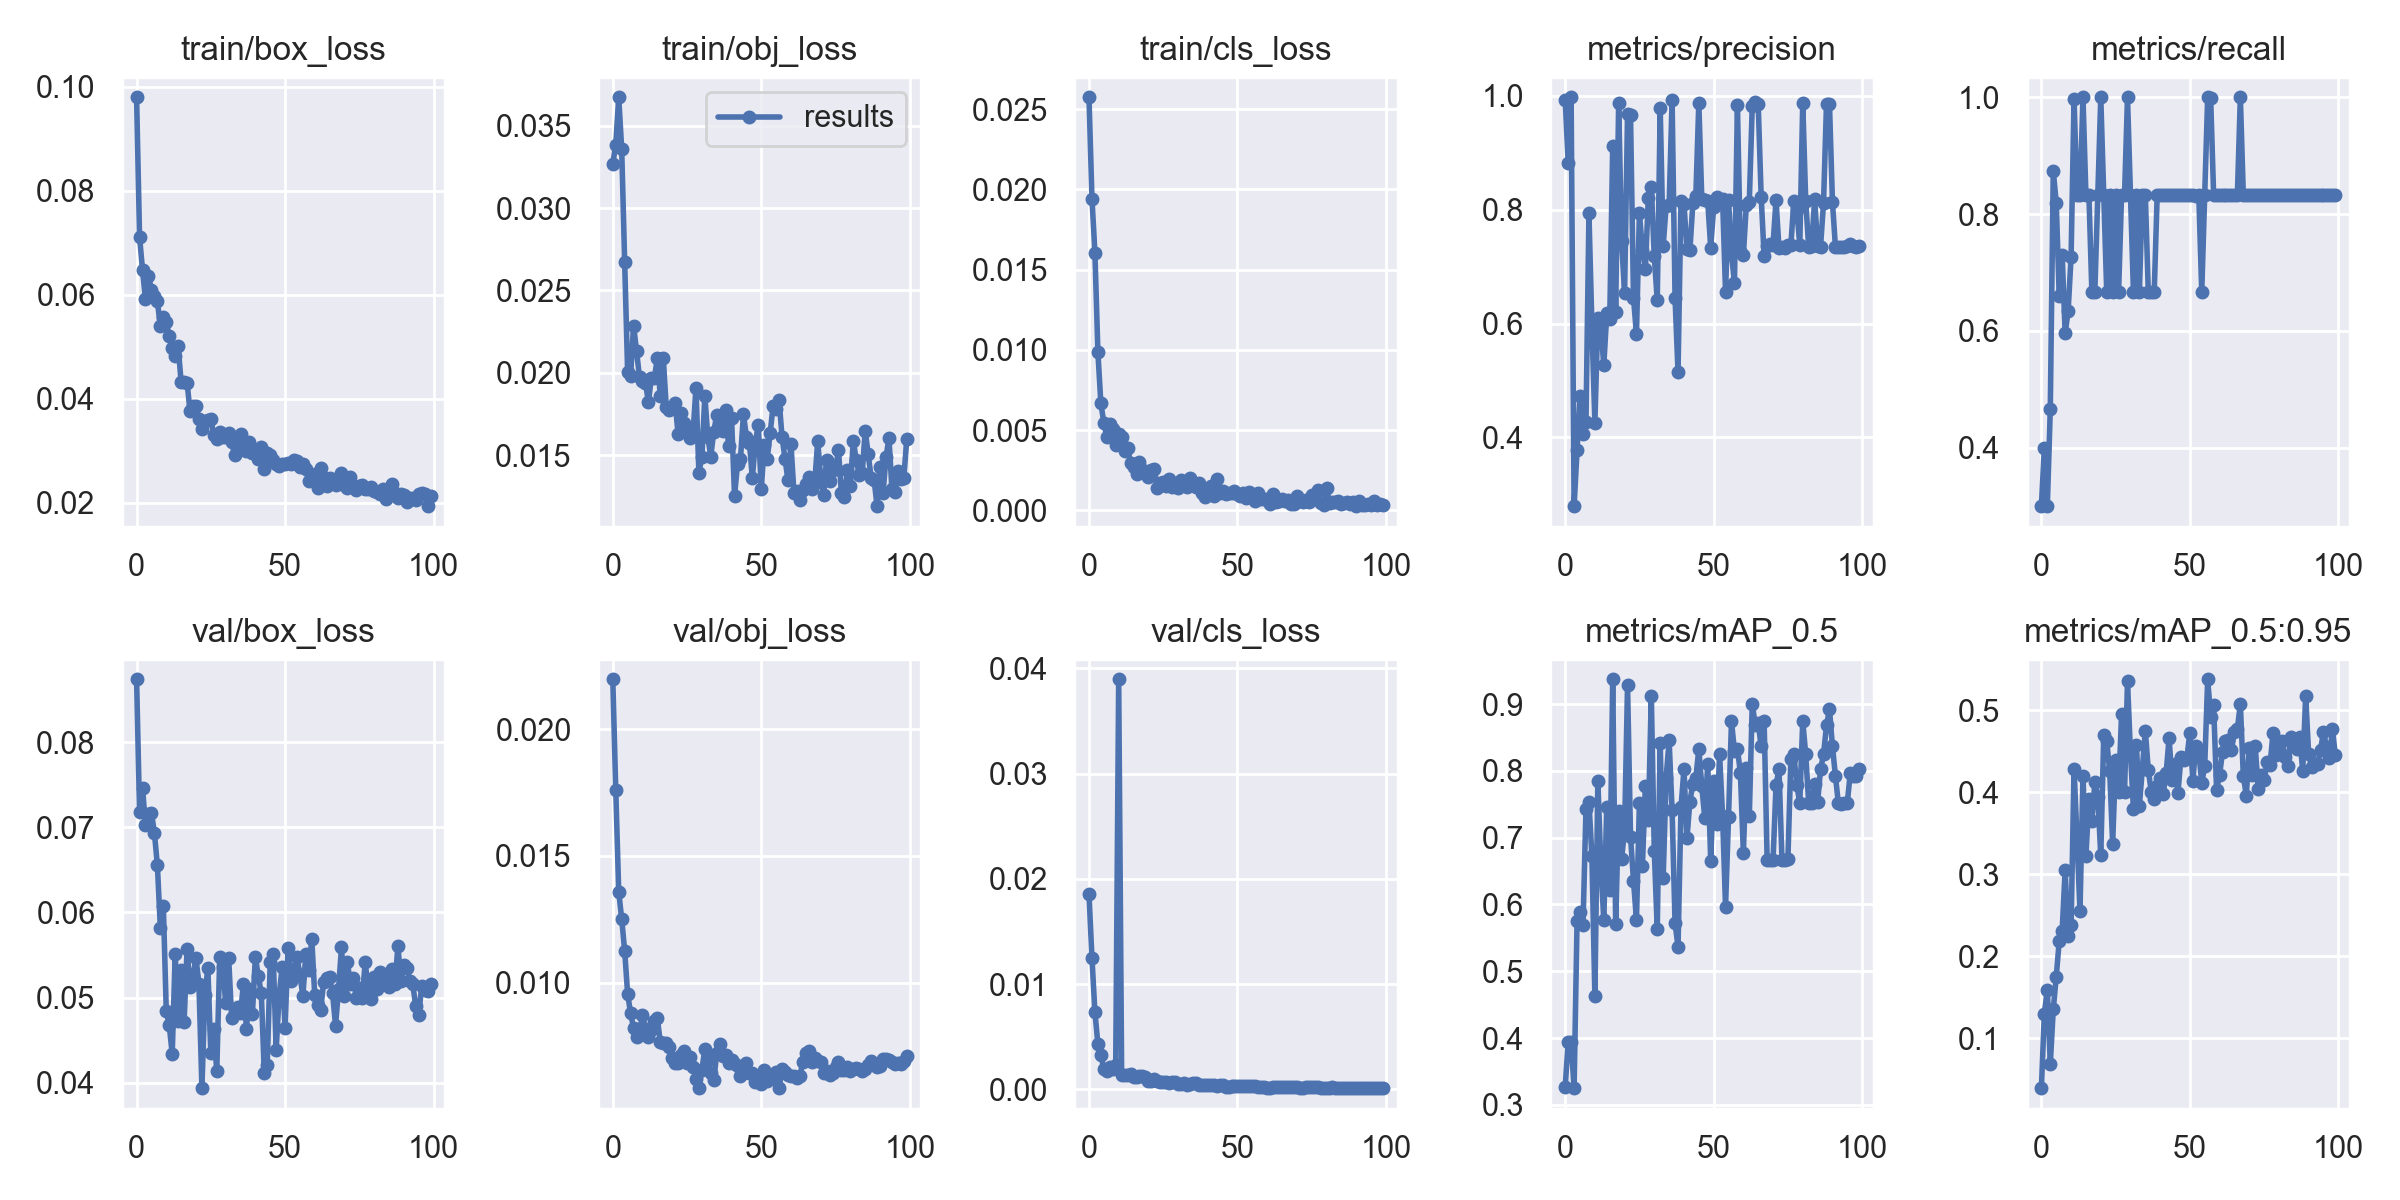 train/box_loss
0.10
0.08
0.06
0.04
0.02
0 50 100
train/obj_loss
results
0.035
0.030
0.025
0.020
0.015
0 50 100
train/cls_loss
0.025
0.020
0.015
0.010
0.005
0.000
0 50 100
metrics/precision
1.0
0.8
0.6
0.4
0 50 100
metrics/recall
1.0
0.8
0.6
0.4
0 50 100
val/box_loss
0.08
0.07
0.06
0.05
0.04
0 50 100
val/obj_loss
0.020
0.015
0.010
0 50 100
val/cls_loss
0.04
0.03
0.02
0.01
0.00
0 50 100
metrics/mAP_0.5
0.9
0.8
0.7
0.6
0.5
0.4
0.3
0 50 100
metrics/mAP_0.5:0.95
0.5
0.4
0.3
0.2
0.1
0 50 100